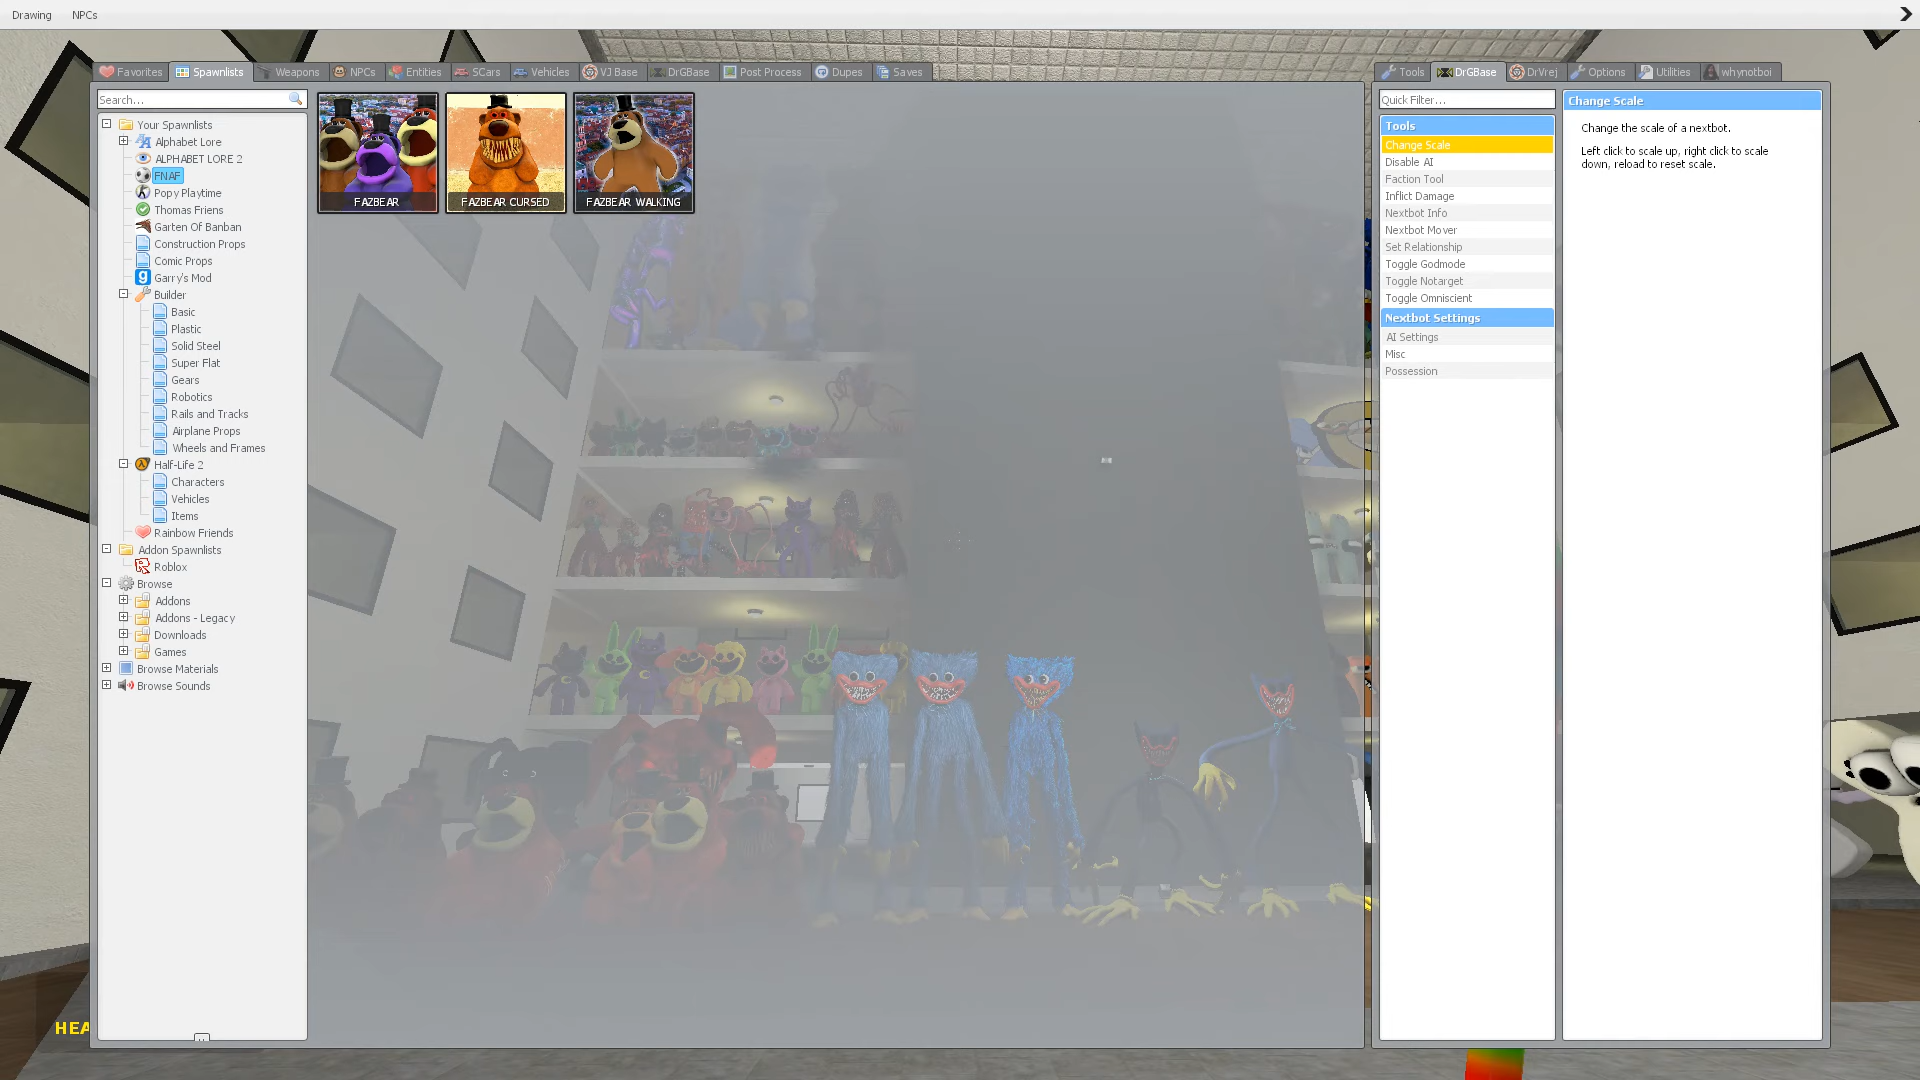 Drawing NPCs
Favorites Spawnlists Weapons NPCs Entities SCars Vehicles VJ Base DrGBase Post Process Dupes Saves
Tools DrGBase DrVrej Options Utilities whynotboi
Search...
Your Spawnlists
Alphabet Lore
ALPHABET LORE 2
FNAF
Popy Playtime
Thomas Friens
Garten Of Banban
Construction Props
Comic Props
Garry's Mod
Builder
Basic
Plastic
Solid Steel
Super Flat
Gears
Robotics
Rails and Tracks
Airplane Props
Wheels and Frames
Half-Life 2
Characters
Vehicles
Items
Rainbow Friends
Addon Spawnlists
Roblox
Browse
Addons
Addons - Legacy
Downloads
Games
Browse Materials
Browse Sounds
FAZBEAR
FAZBEAR CURSED
FAZBEAR WALKING
Quick Filter...
Tools
Change Scale
Disable AI
Faction Tool
Inflict Damage
Nextbot Info
Nextbot Mover
Set Relationship
Toggle Godmode
Toggle Notarget
Toggle Omniscient
Nextbot Settings
AI Settings
Misc
Possession
Change Scale
Change the scale of a nextbot.
Left click to scale up, right click to scale
down, reload to reset scale.
HEA